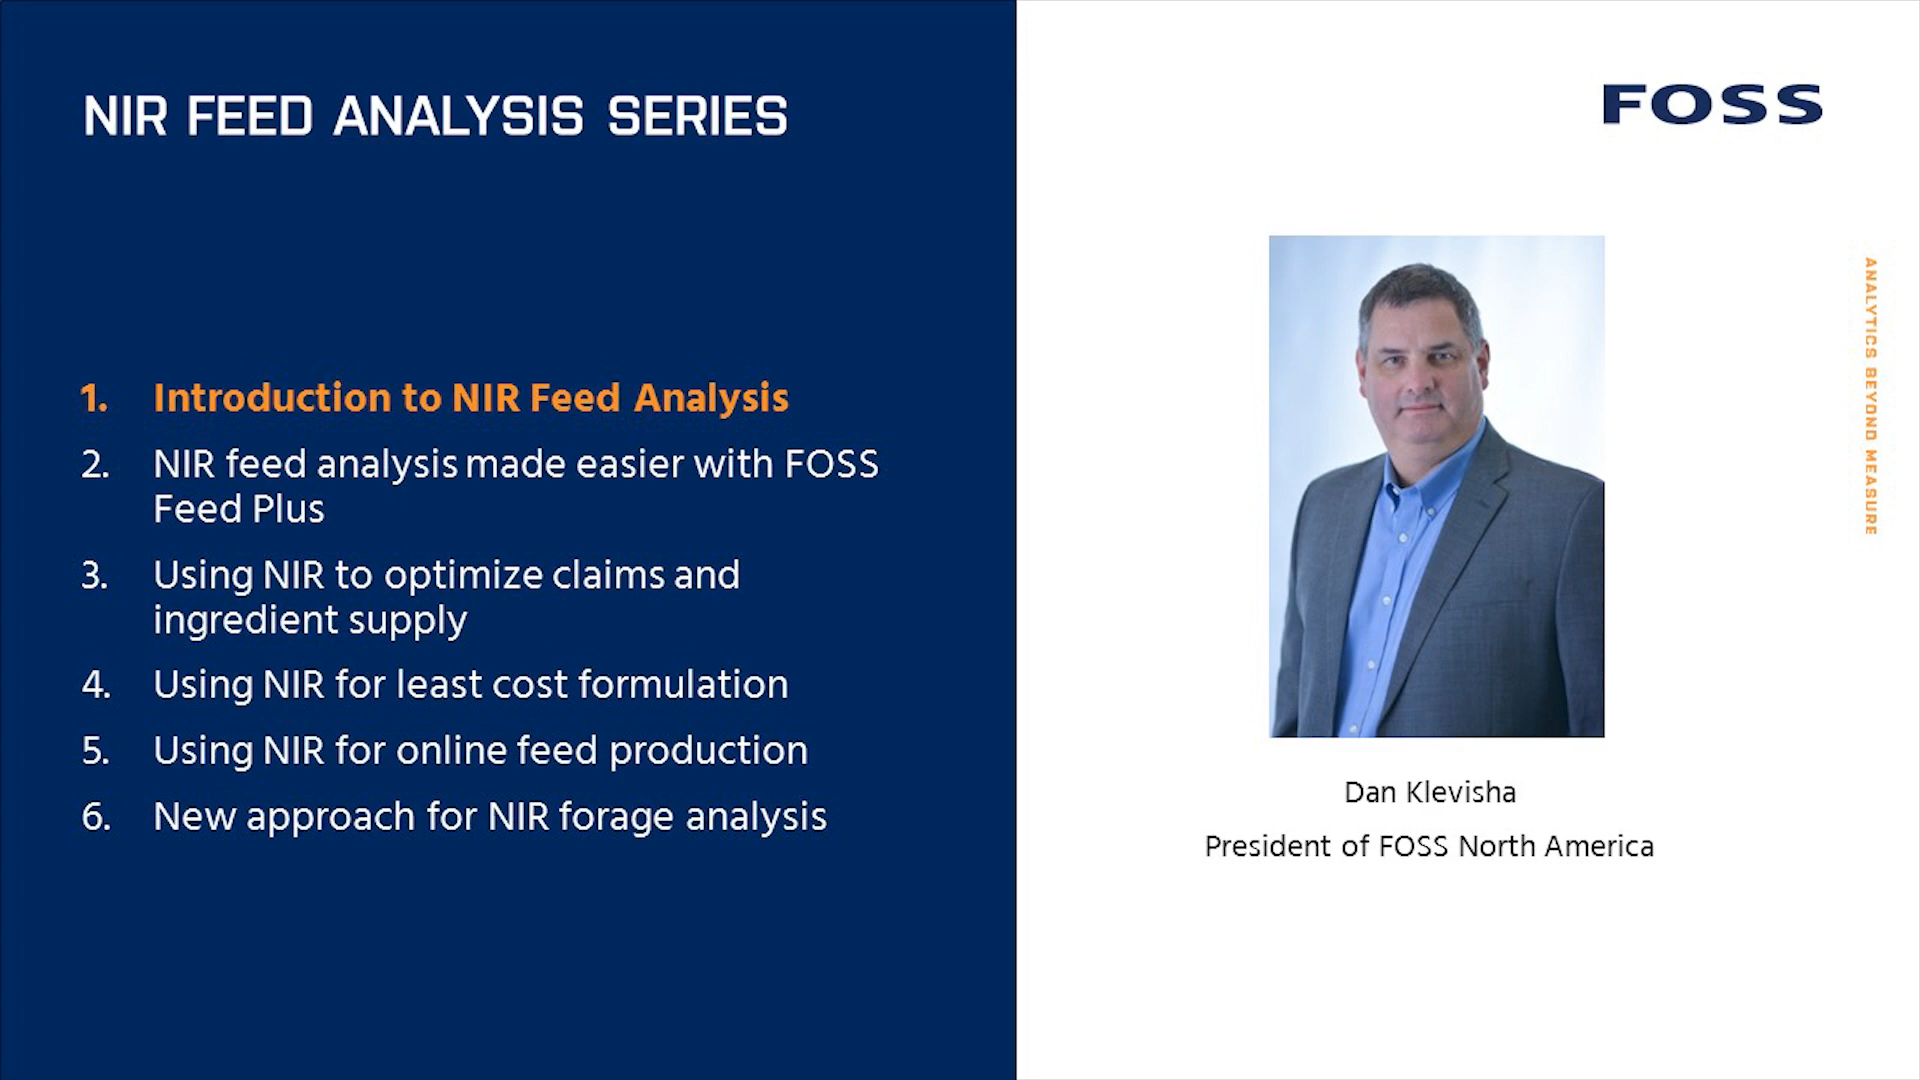 NIR FEED ANALYSIS SERIES
1. Introduction to NIR Feed Analysis
2. NIR feed analysis made easier with FOSS
Feed Plus
3. Using NIR to optimize claims and
ingredient supply
4. Using NIR for least cost formulation
5. Using NIR for online feed production
6. New approach for NIR forage analysis
FOSS
ANALYTICS BEYOND MEASURE
Dan Klevisha
President of FOSS North America